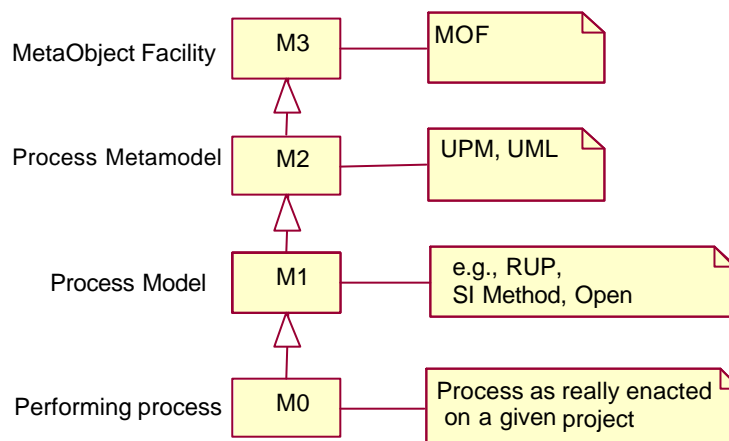 MetaObject Facility
M3
MOF
Process Metamodel
M2
UPM, UML
Process Model
M1
e.g., RUP,
SI Method, Open
Performing process
M0
Process as really enacted
on a given project